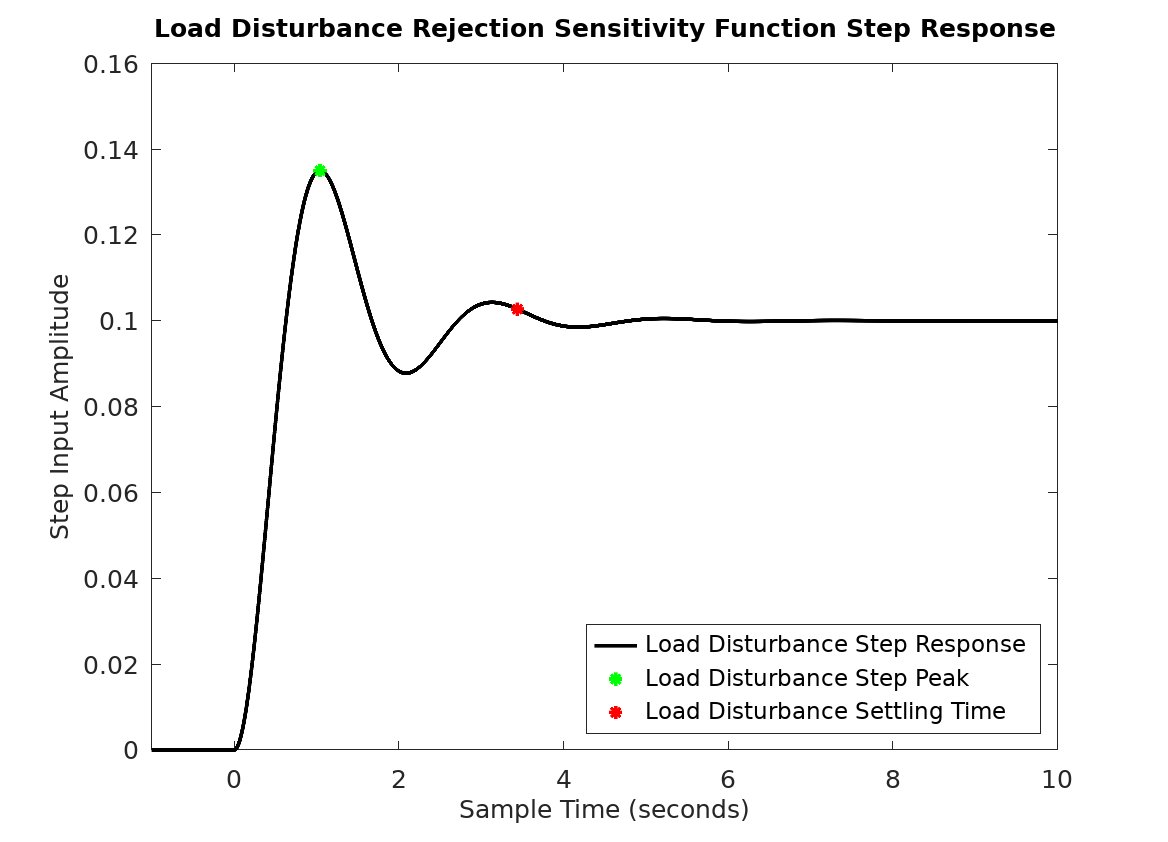 Load Disturbance Rejection Sensitivity Function Step Response
0.16
0.14
0.12
0.1
0.08
0.06
0.04
0.02
0
Step Input Amplitude
Load Disturbance Step Response
Load Disturbance Step Peak
Load Disturbance Settling Time
0 2 4 6 8 10
Sample Time (seconds)